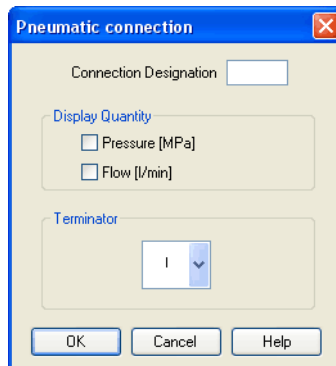 Pneumatic connection
Connection Designation
Display Quantity
Pressure [MPa]
Flow [l/min]
Terminator
OK Cancel Help